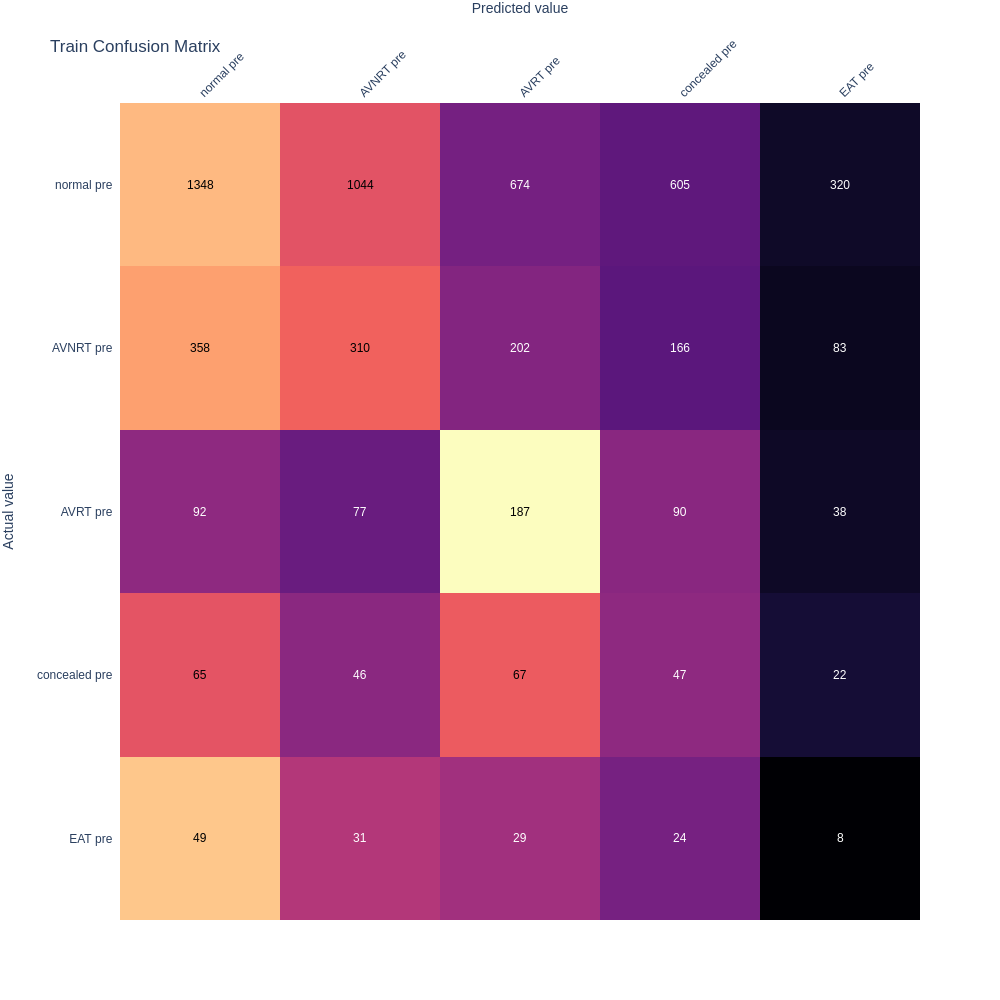 Predicted value
Train Confusion Matrix
normal pre
AVNRT pre
AVRT pre
concealed pre
EAT pre
normal pre 1348 1044 674 605 320
AVNRT pre 358 310 202 166 83
AVRT pre 92 77 187 90 38
concealed pre 65 46 67 47 22
EAT pre 49 31 29 24 8
Actual value